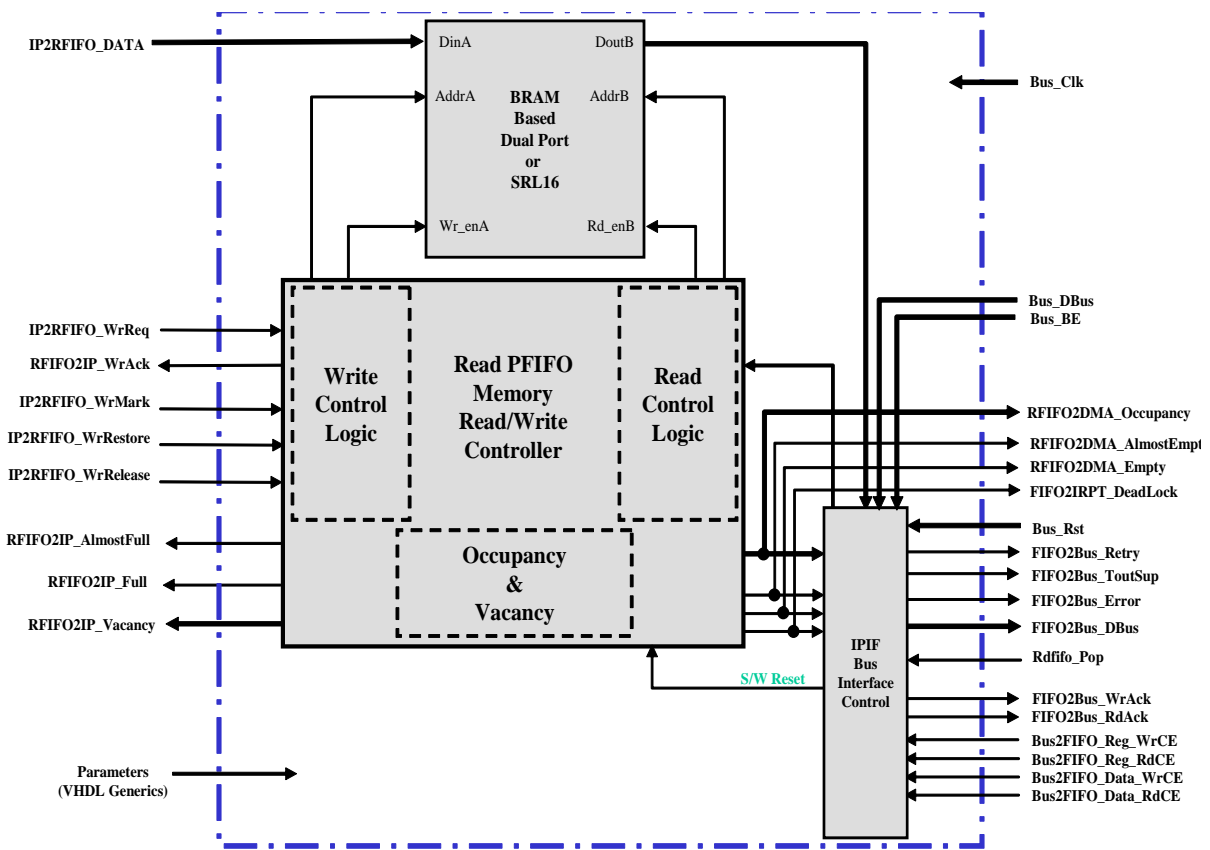 IP2RFIFO_DATA
DinA
DoutB
Bus_Clk
AddrA
AddrB
BRAM
Based
Dual Port
or
SRL16
Wr_enA
Rd_enB
Bus_DBus
Bus_BE
IP2RFIFO_WrReq
RFIFO2IP_WrAck
IP2RFIFO_WrMark
IP2RFIFO_WrRestore
IP2RFIFO_WrRelease
RFIFO2IP_AlmostFull
RFIFO2IP_Full
RFIFO2IP_Vacancy
Write
Control
Logic
Read PFIFO
Memory
Read/Write
Controller
Read
Control
Logic
Occupancy
&
Vacancy
RFIFO2DMA_Occupancy
RFIFO2DMA_AlmostEmpt
RFIFO2DMA_Empty
FIFO2IRPT_DeadLock
Bus_Rst
FIFO2Bus_Retry
FIFO2Bus_ToutSup
FIFO2Bus_Error
FIFO2Bus_DBus
Rdfifo_Pop
FIFO2Bus_WrAck
FIFO2Bus_RdAck
Bus2FIFO_Reg_WrCE
Bus2FIFO_Reg_RdCE
Bus2FIFO_Data_WrCE
Bus2FIFO_Data_RdCE
IPIF
Bus
Interface
Control
S/W Reset
Parameters
(VHDL Generics)